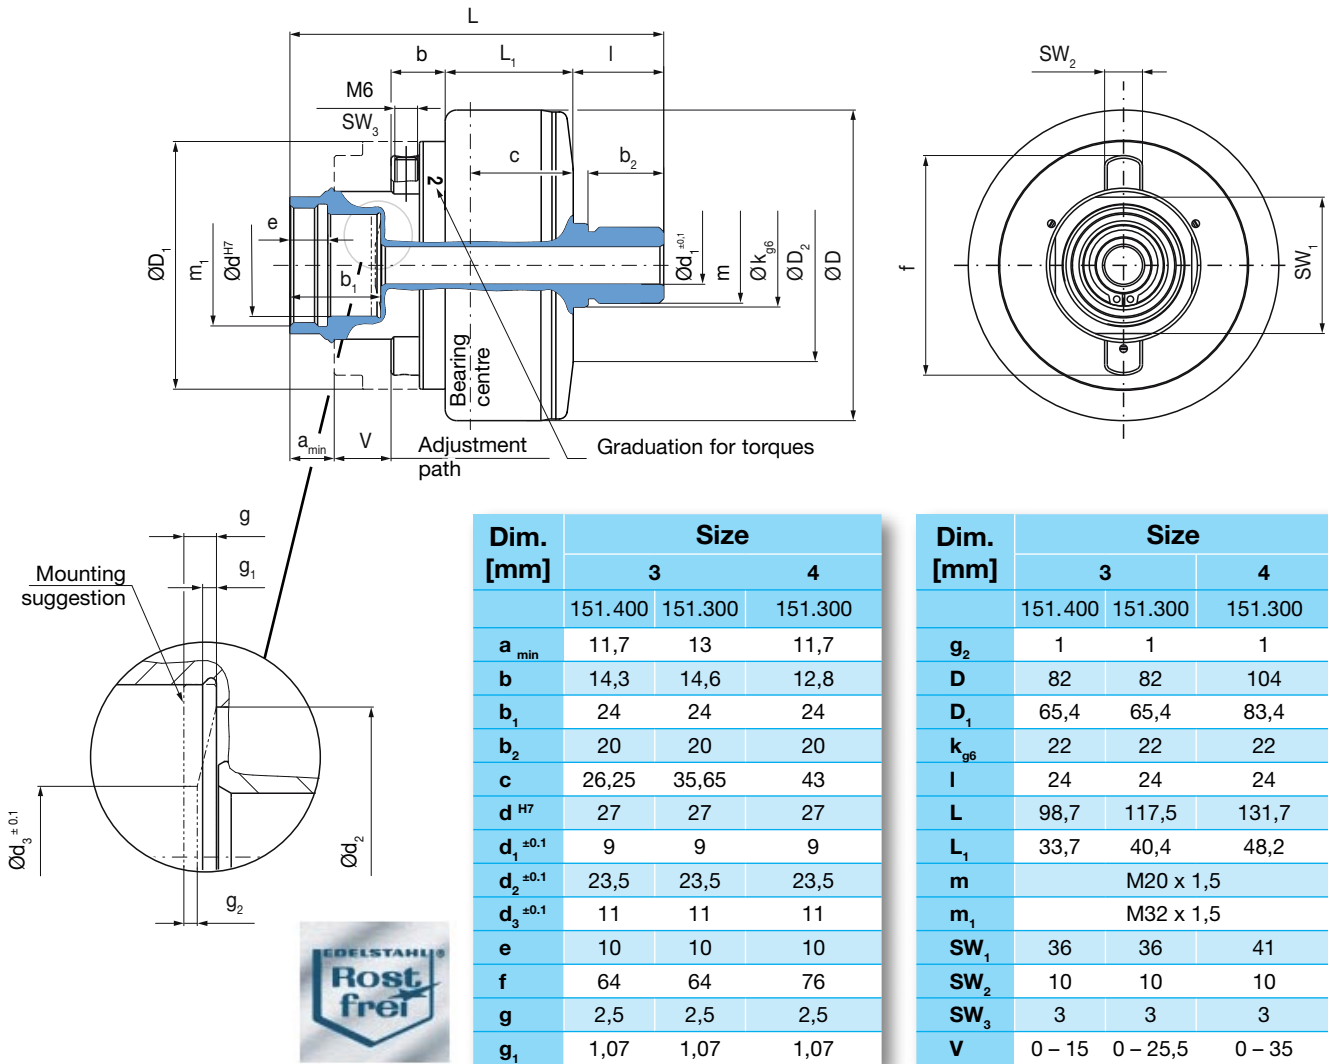 L
b L₁ l
M6
SW₃
c
b₂
2
e
ØD₁
m₁
Ød H7
b₁
Ød₁ ±0,1
m
Øk g6
ØD₂
ØD
Bearing centre
a min V
Adjustment path
Graduation for torques
SW₂
f
SW₁
g
g₁
Mounting suggestion
Ød₃ ± 0.1
Ød₂
g₂
EDELSTAHL®
Rost
frei
Dim. [mm] Size
3 4
151.400 151.300 151.300
a min 11,7 13 11,7
b 14,3 14,6 12,8
b₁ 24 24 24
b₂ 20 20 20
c 26,25 35,65 43
d H7 27 27 27
d₁ ±0.1 9 9 9
d₂ ±0.1 23,5 23,5 23,5
d₃ ±0.1 11 11 11
e 10 10 10
f 64 64 76
g 2,5 2,5 2,5
g₁ 1,07 1,07 1,07
Dim. [mm] Size
3 4
151.400 151.300 151.300
g₂ 1 1 1
D 82 82 104
D₁ 65,4 65,4 83,4
k g6 22 22 22
l 24 24 24
L 98,7 117,5 131,7
L₁ 33,7 40,4 48,2
m M20 x 1,5
m₁ M32 x 1,5
SW₁ 36 36 41
SW₂ 10 10 10
SW₃ 3 3 3
V 0 – 15 0 – 25,5 0 – 35